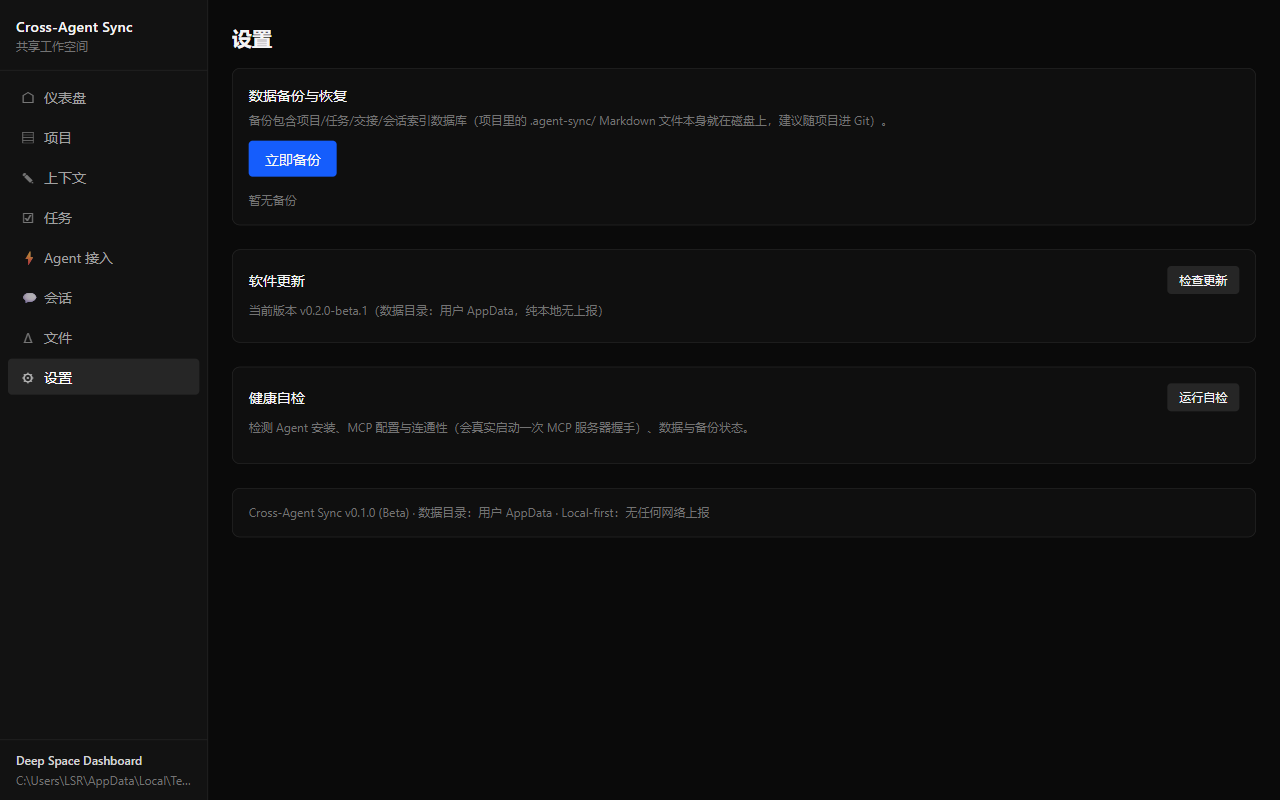 Cross-Agent Sync
共享工作空间
仪表盘
项目
上下文
任务
Agent 接入
会话
文件
设置
Deep Space Dashboard
C:\Users\LSR\AppData\Local\Te...
设置
数据备份与恢复
备份包含项目/任务/交接/会话索引数据库（项目里的 .agent-sync/ Markdown 文件本身就在磁盘上，建议随项目进 Git）。
立即备份
暂无备份
软件更新
检查更新
当前版本 v0.2.0-beta.1（数据目录：用户 AppData，纯本地无上报）
健康自检
运行自检
检测 Agent 安装、MCP 配置与连通性（会真实启动一次 MCP 服务器握手）、数据与备份状态。
Cross-Agent Sync v0.1.0 (Beta) · 数据目录：用户 AppData · Local-first：无任何网络上报